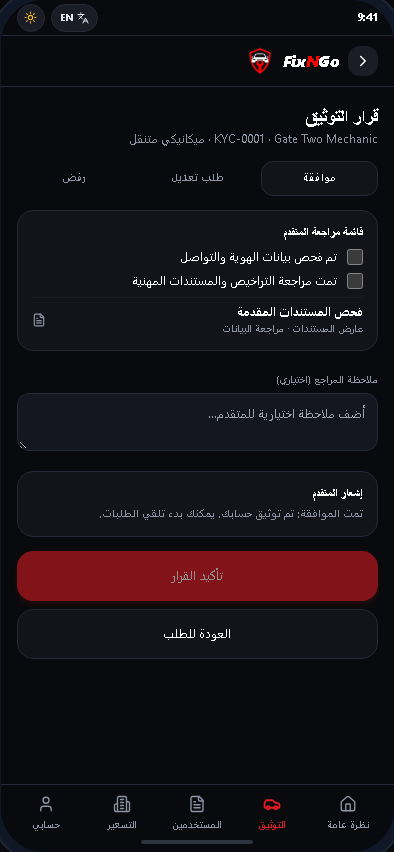 9:41
EN
FixNGo
قرار التوثيق
ميكانيكي متنقل · KYC-0001 · Gate Two Mechanic
موافقة
طلب تعديل
رفض
قائمة مراجعة المتقدم
تم فحص بيانات الهوية والتواصل
تمت مراجعة التراخيص والمستندات المهنية
فحص المستندات المقدمة
عارض المستندات · مراجعة البيانات
ملاحظة المراجع (اختياري)
أضف ملاحظة اختيارية للمتقدم...
إشعار المتقدم
تمت الموافقة: تم توثيق حسابك. يمكنك بدء تلقي الطلبات.
تأكيد القرار
العودة للطلب
نظرة عامة
التوثيق
المستخدمين
التسعير
حسابي